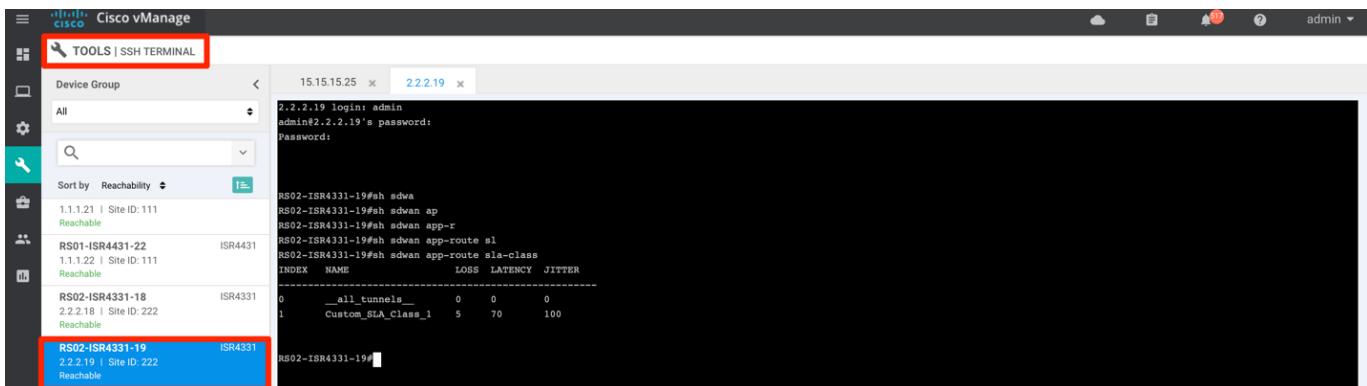 CISCO Cisco vManage
517
admin
TOOLS | SSH TERMINAL
Device Group
All
Sort by Reachability
1.1.1.21 | Site ID: 111
Reachable
RS01-ISR4431-22 ISR4431
1.1.1.22 | Site ID: 111
Reachable
RS02-ISR4331-18 ISR4331
2.2.2.18 | Site ID: 222
Reachable
RS02-ISR4331-19 ISR4331
2.2.2.19 | Site ID: 222
Reachable
15.15.15.25 2.2.2.19
2.2.2.19 login: admin
admin@2.2.2.19's password:
Password:
RS02-ISR4331-19#sh sdwa
RS02-ISR4331-19#sh sdwan ap
RS02-ISR4331-19#sh sdwan app-r
RS02-ISR4331-19#sh sdwan app-route sl
RS02-ISR4331-19#sh sdwan app-route sla-class
INDEX NAME LOSS LATENCY JITTER
------------------------------------------------------
0 __all_tunnels__ 0 0 0
1 Custom_SLA_Class_1 5 70 100
RS02-ISR4331-19#